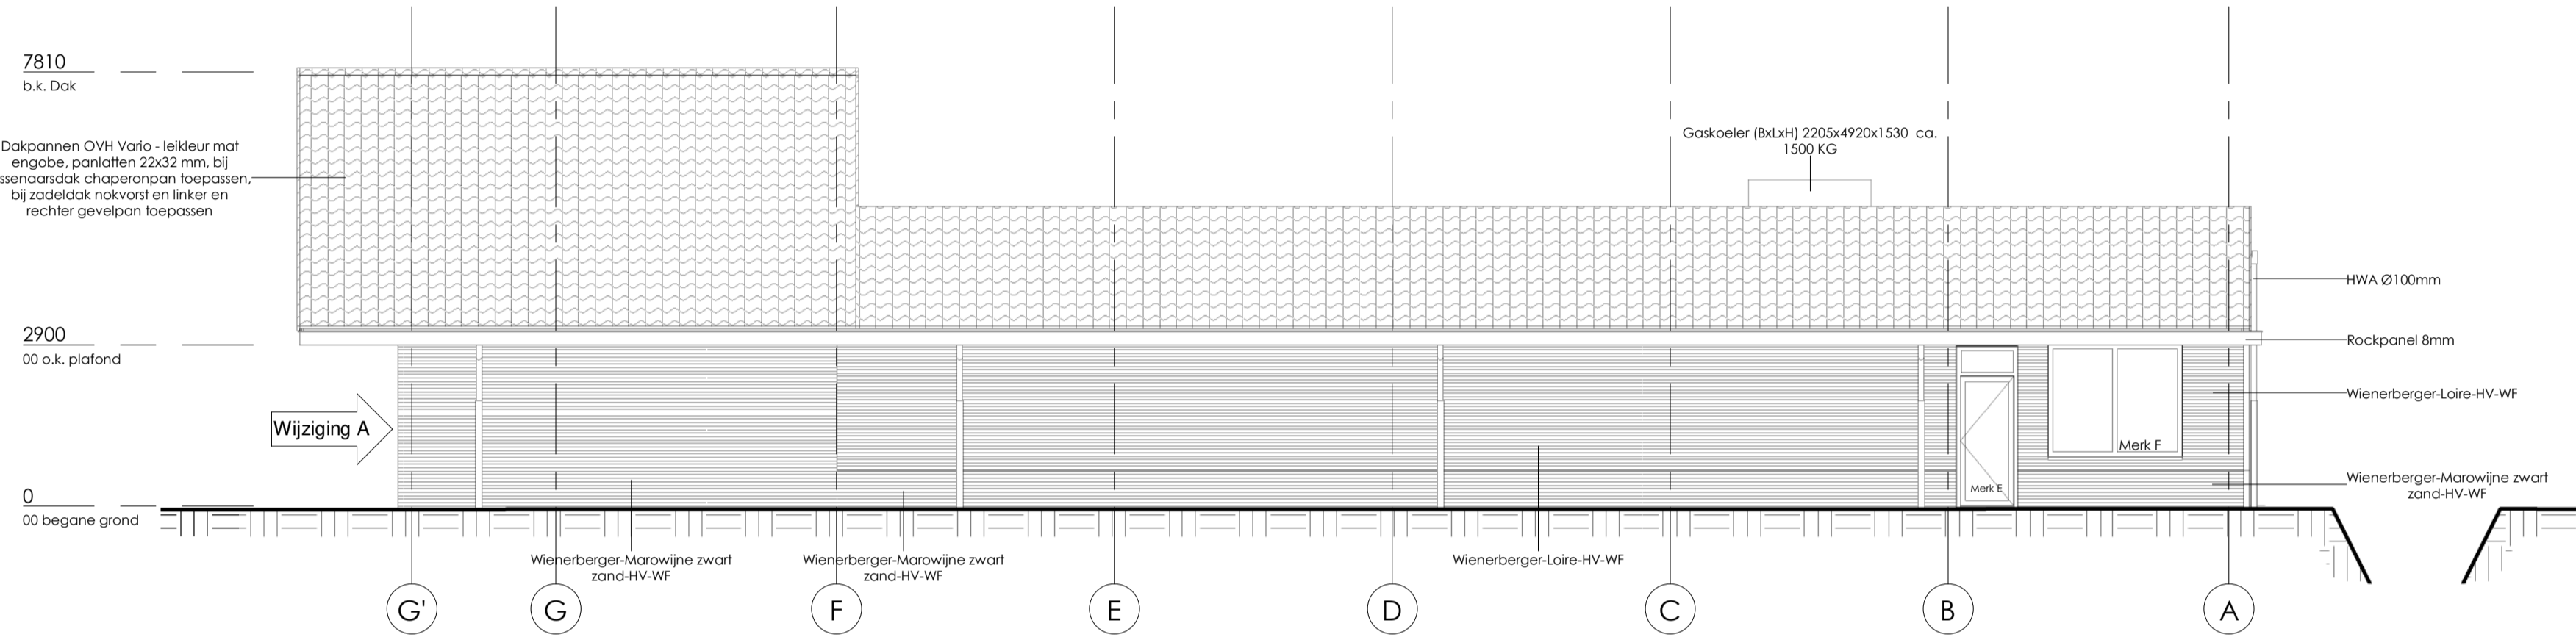 7810
b.k. Dak
Dakpannen OVH Vario - leikleur mat
engobe, panlatten 22x32 mm, bij
ssenaarsdak chaperonpan toepassen,
bij zadeldak nokvorst en linker en
rechter gevelpan toepassen
2900
00 o.k. plafond
Wijziging A
0
00 begane grond
Gaskoeler (BxLxH) 2205x4920x1530 ca.
1500 KG
HWA Ø100mm
Rockpanel 8mm
Wienerberger-Loire-HV-WF
Merk F
Merk E
Wienerberger-Marowijne zwart
zand-HV-WF
Wienerberger-Marowijne zwart
zand-HV-WF
Wienerberger-Marowijne zwart
zand-HV-WF
Wienerberger-Loire-HV-WF
G'
G
F
E
D
C
B
A